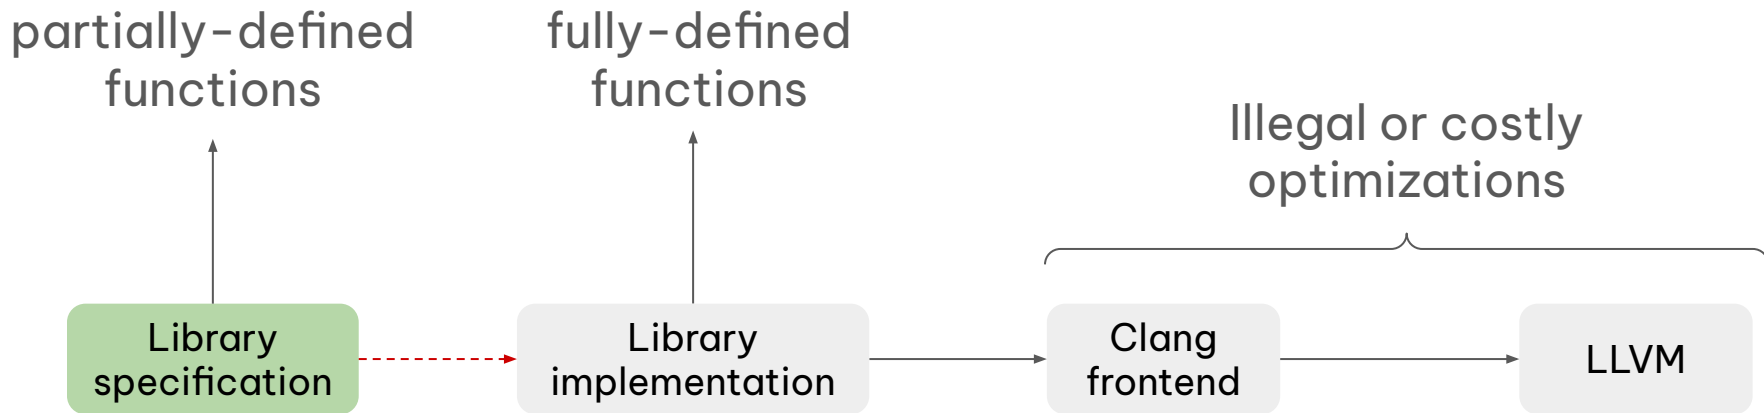 partially-defined
functions
fully-defined
functions
Illegal or costly
optimizations
Library
specification
Library
implementation
Clang
frontend
LLVM